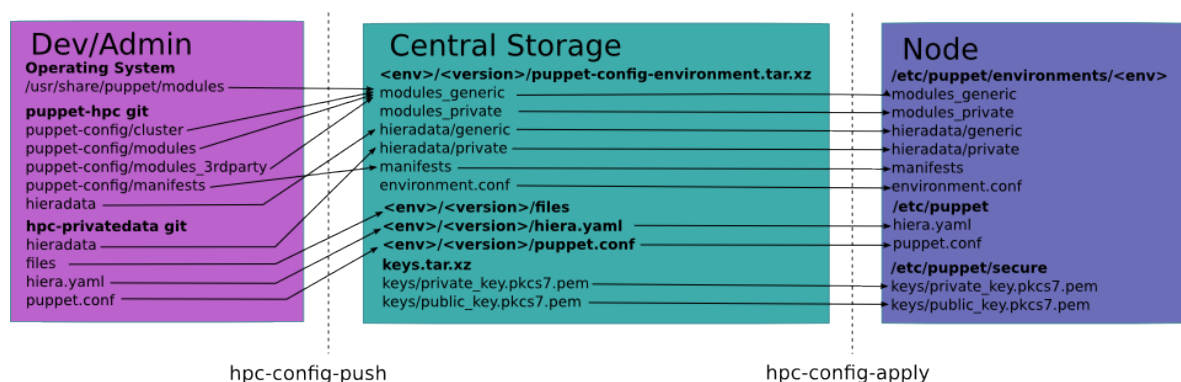 Dev/Admin
Operating System
/usr/share/puppet/modules
puppet-hpc git
puppet-config/cluster
puppet-config/modules
puppet-config/modules_3rdparty
puppet-config/manifests
hieradata
hpc-privatedata git
hieradata
files
hiera.yaml
puppet.conf
Central Storage
<env>/<version>/puppet-config-environment.tar.xz
modules_generic
modules_private
hieradata/generic
hieradata/private
manifests
environment.conf
<env>/<version>/files
<env>/<version>/hiera.yaml
<env>/<version>/puppet.conf
keys.tar.xz
keys/private_key.pkcs7.pem
keys/public_key.pkcs7.pem
Node
/etc/puppet/environments/<env>
modules_generic
modules_private
hieradata/generic
hieradata/private
manifests
environment.conf
/etc/puppet
hiera.yaml
puppet.conf
/etc/puppet/secure
keys/private_key.pkcs7.pem
keys/public_key.pkcs7.pem
hpc-config-push
hpc-config-apply